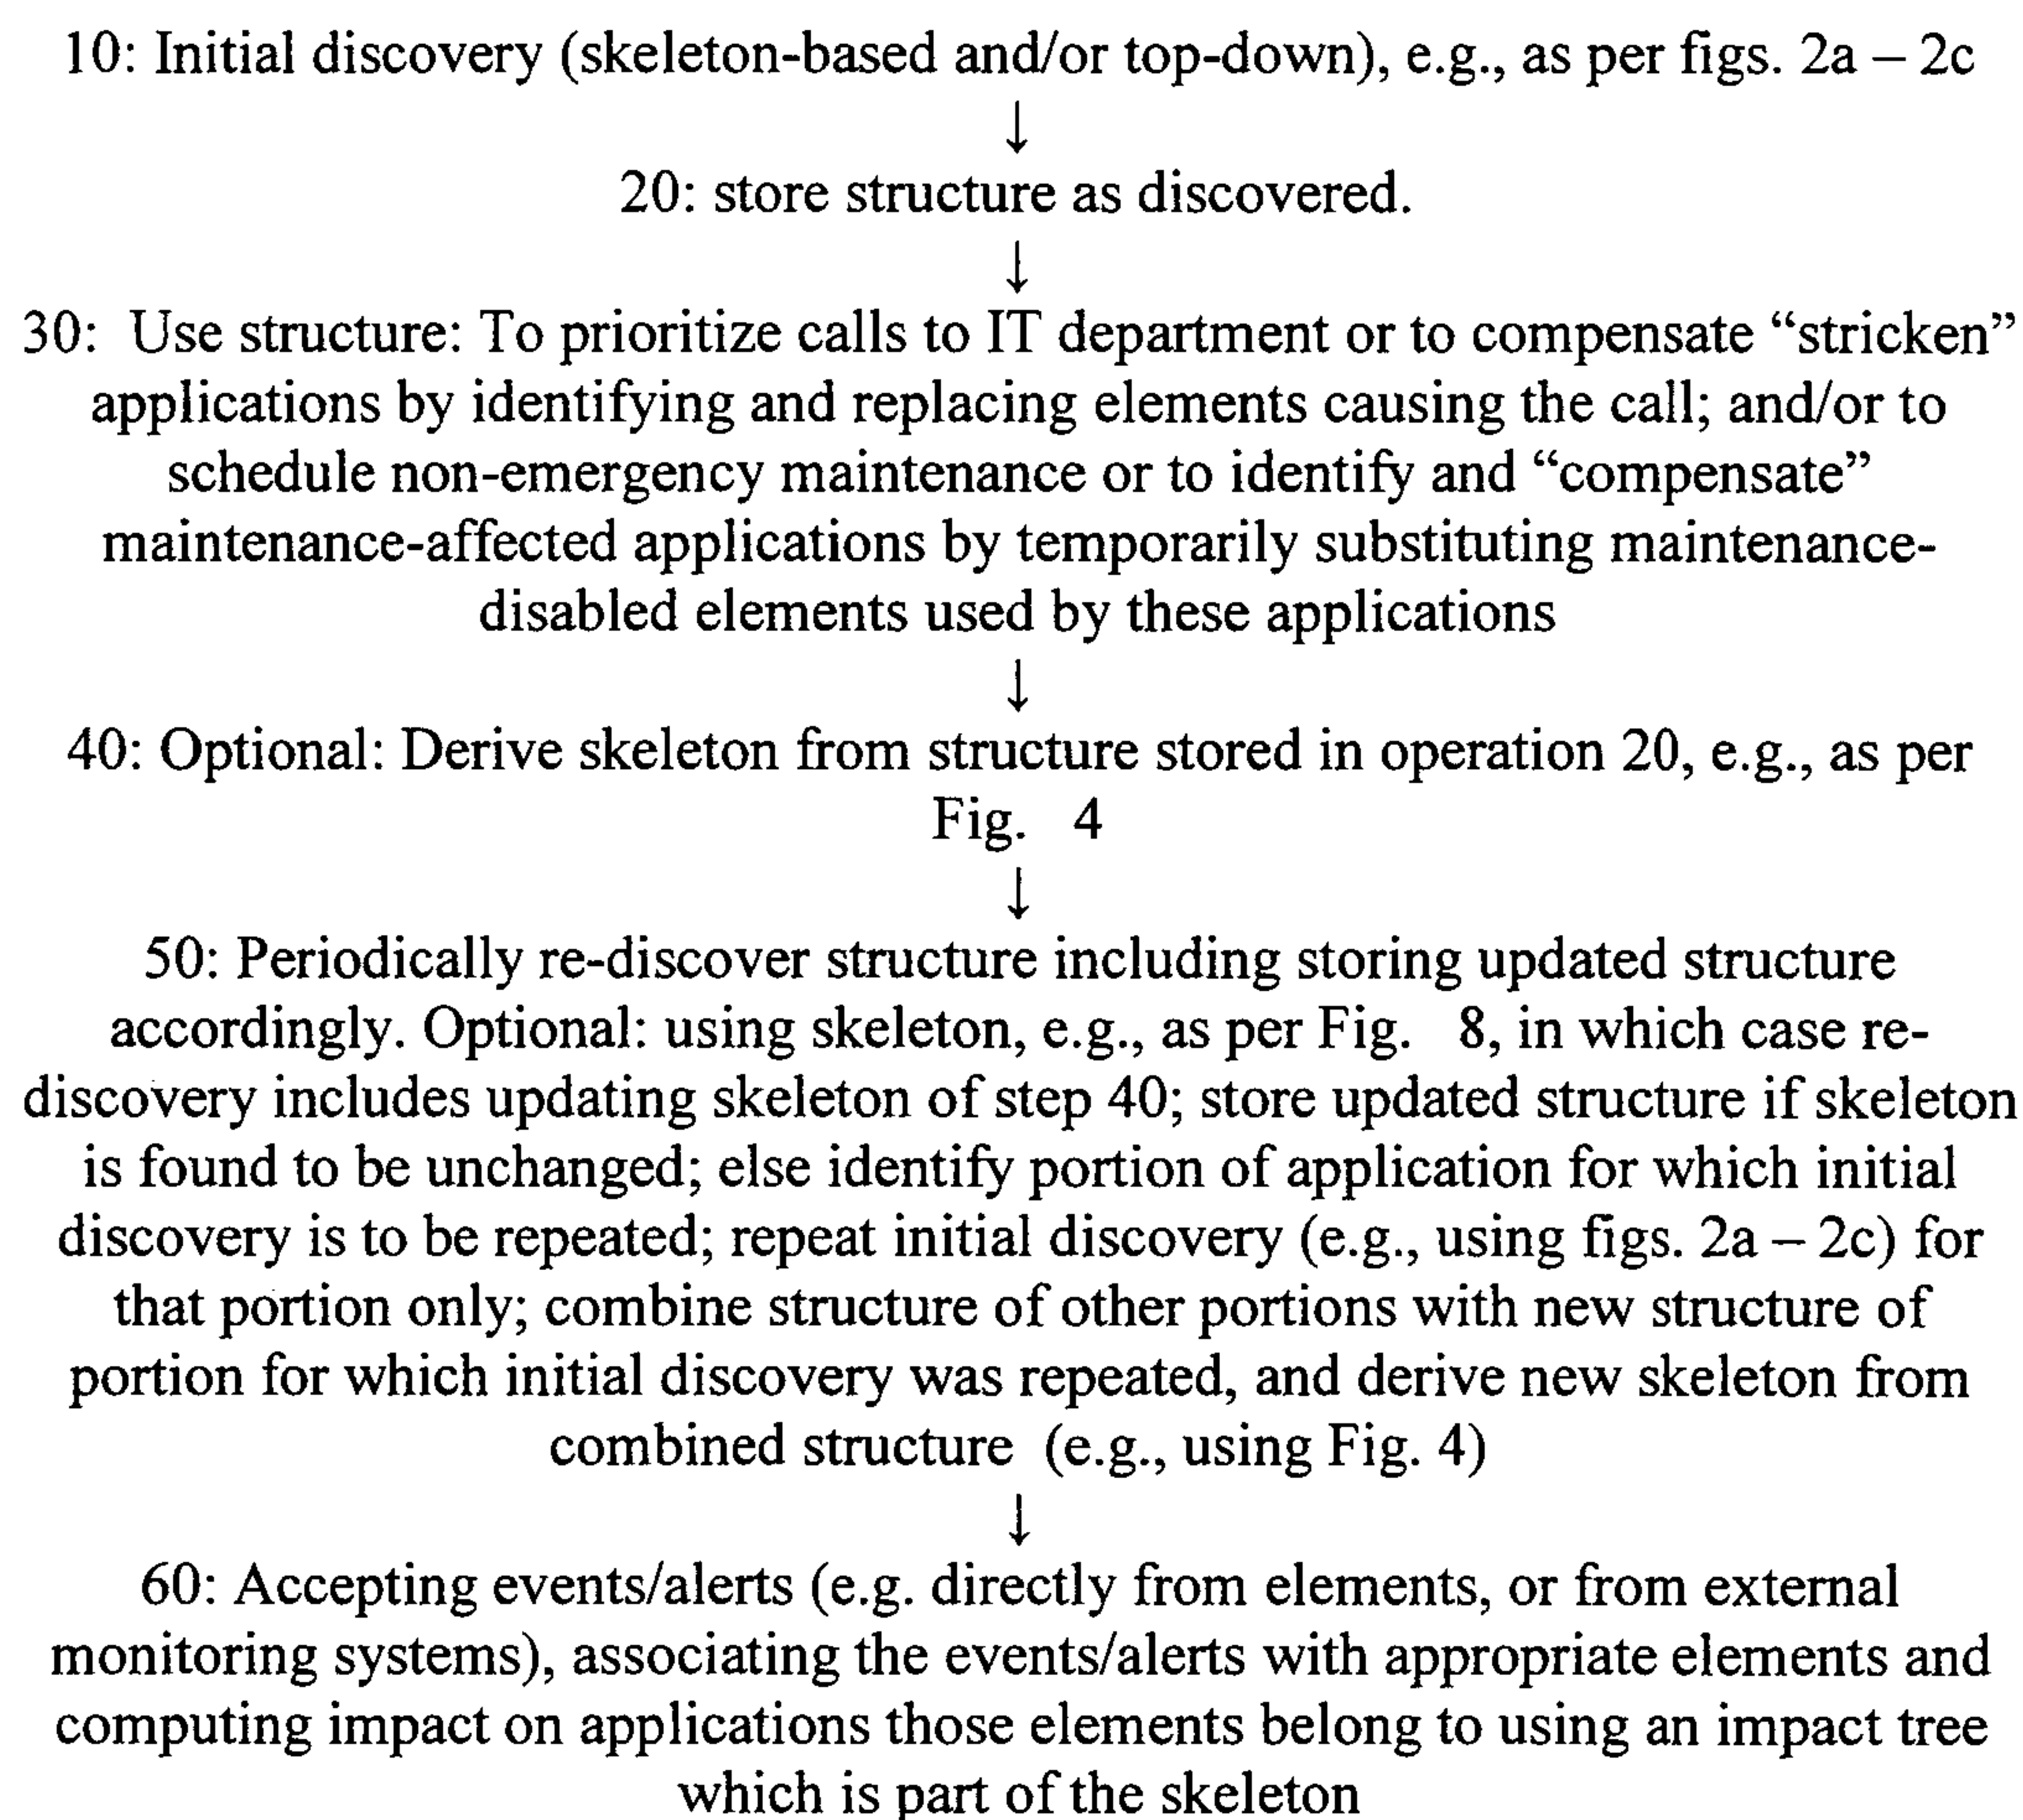 10: Initial discovery (skeleton-based and/or top-down), e.g., as per figs. 2a – 2c
↓
20: store structure as discovered.
↓
30: Use structure: To prioritize calls to IT department or to compensate “stricken”
applications by identifying and replacing elements causing the call; and/or to
schedule non-emergency maintenance or to identify and “compensate”
maintenance-affected applications by temporarily substituting maintenance-
disabled elements used by these applications
↓
40: Optional: Derive skeleton from structure stored in operation 20, e.g., as per
Fig. 4
↓
50: Periodically re-discover structure including storing updated structure
accordingly. Optional: using skeleton, e.g., as per Fig. 8, in which case re-
discovery includes updating skeleton of step 40; store updated structure if skeleton
is found to be unchanged; else identify portion of application for which initial
discovery is to be repeated; repeat initial discovery (e.g., using figs. 2a – 2c) for
that portion only; combine structure of other portions with new structure of
portion for which initial discovery was repeated, and derive new skeleton from
combined structure (e.g., using Fig. 4)
↓
60: Accepting events/alerts (e.g. directly from elements, or from external
monitoring systems), associating the events/alerts with appropriate elements and
computing impact on applications those elements belong to using an impact tree
which is part of the skeleton